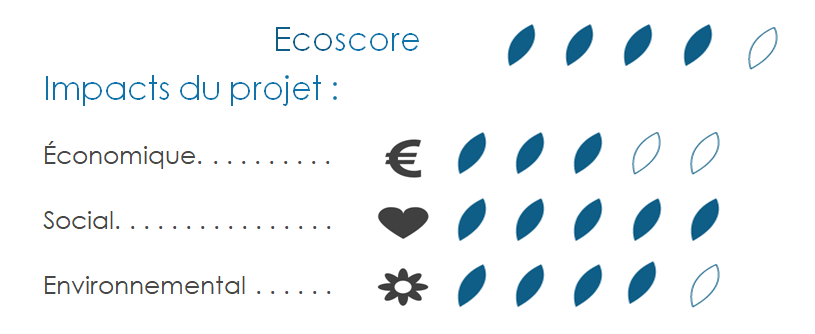 Ecoscore
Impacts du projet :
Économique. . . . . . . . . . €
Social. . . . . . . . . . . . . . . .
Environnemental . . . . . .